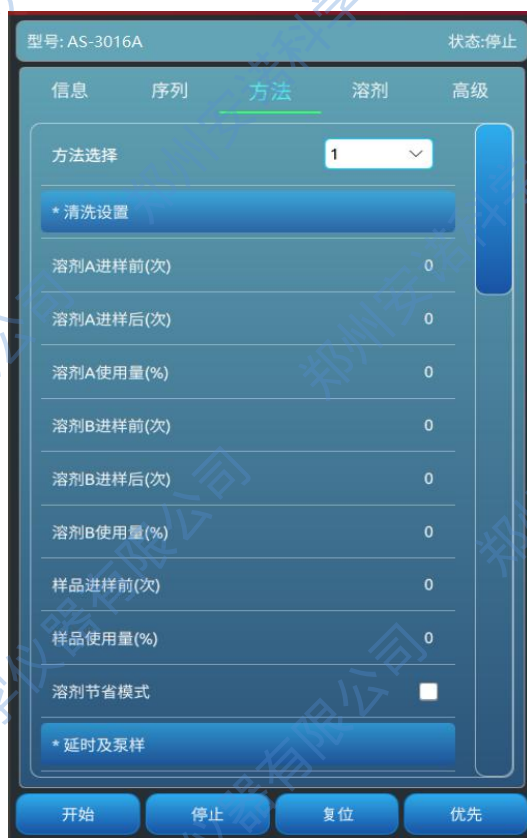 型号: AS-3016A 状态:停止
信息 序列 方法 溶剂 高级
方法选择 1
* 清洗设置
溶剂A进样前(次) 0
溶剂A进样后(次) 0
溶剂A使用量(%) 0
溶剂B进样前(次) 0
溶剂B进样后(次) 0
溶剂B使用量(%) 0
样品进样前(次) 0
样品使用量(%) 0
溶剂节省模式
* 延时及泵样
开始 停止 复位 优先